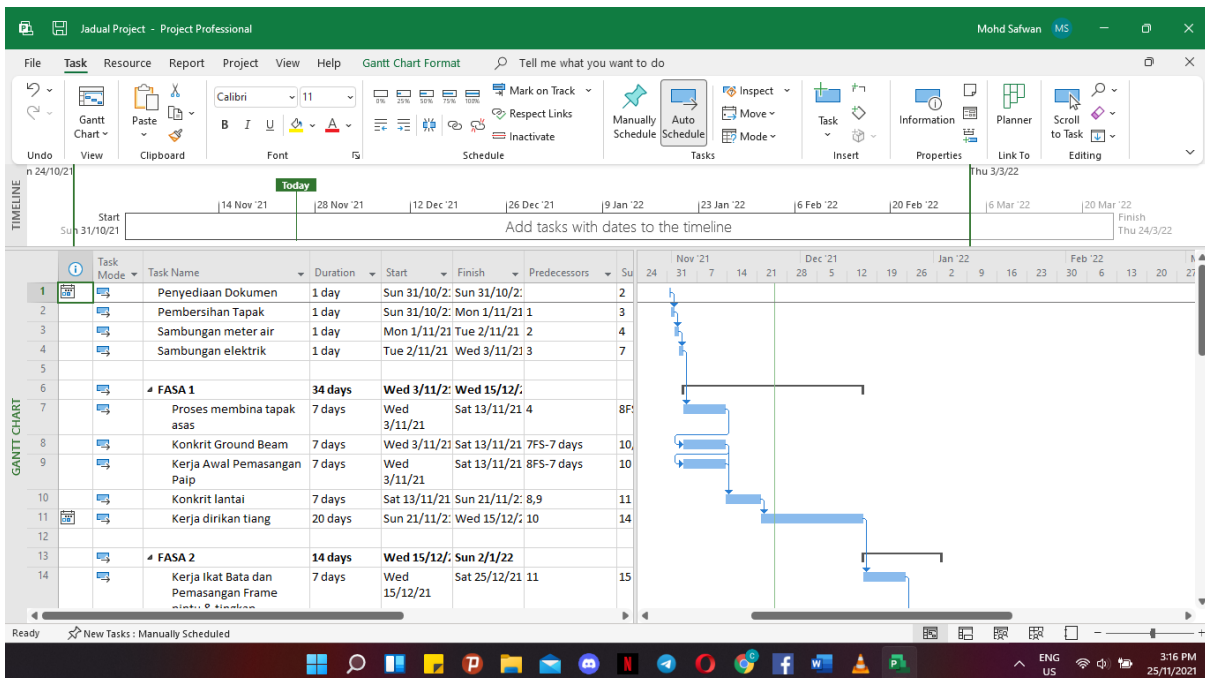 Jadual Project - Project Professional
Mohd Safwan MS
File Task Resource Report Project View Help Gantt Chart Format Tell me what you want to do
Gantt Chart
Paste
Calibri 11
B I U A
0% 25% 50% 75% 100%
Mark on Track
Respect Links
Inactivate
Manually Schedule
Auto Schedule
Inspect
Move
Mode
Task
Information
Planner
Scroll to Task
Undo View Clipboard Font Schedule Tasks Insert Properties Link To Editing
TIMELINE
n 24/10/21
Thu 3/3/22
Today
14 Nov '21 28 Nov '21 12 Dec '21 26 Dec '21 9 Jan '22 23 Jan '22 6 Feb '22 20 Feb '22 6 Mar '22 20 Mar '22
Start
Sun 31/10/21
Add tasks with dates to the timeline
Finish
Thu 24/3/22
GANTT CHART
Task Mode Task Name Duration Start Finish Predecessors Su
Nov '21 Dec '21 Jan '22 Feb '22
24 31 7 14 21 28 5 12 19 26 2 9 16 23 30 6 13 20 27
1 Penyediaan Dokumen 1 day Sun 31/10/2 Sun 31/10/2 2
2 Pembersihan Tapak 1 day Sun 31/10/2 Mon 1/11/21 1 3
3 Sambungan meter air 1 day Mon 1/11/21 Tue 2/11/21 2 4
4 Sambungan elektrik 1 day Tue 2/11/21 Wed 3/11/21 3 7
5
6 FASA 1 34 days Wed 3/11/2 Wed 15/12/
7 Proses membina tapak asas 7 days Wed 3/11/21 Sat 13/11/21 4 8F
8 Konkrit Ground Beam 7 days Wed 3/11/21 Sat 13/11/21 7FS-7 days 10,
9 Kerja Awal Pemasangan Paip 7 days Wed 3/11/21 Sat 13/11/21 8FS-7 days 10
10 Konkrit lantai 7 days Sat 13/11/21 Sun 21/11/2 8,9 11
11 Kerja dirikan tiang 20 days Sun 21/11/2 Wed 15/12/2 10 14
12
13 FASA 2 14 days Wed 15/12/ Sun 2/1/22
14 Kerja Ikat Bata dan Pemasangan Frame 7 days Wed 15/12/21 Sat 25/12/21 11 15
Ready New Tasks : Manually Scheduled
ENG
US
3:16 PM
25/11/2021